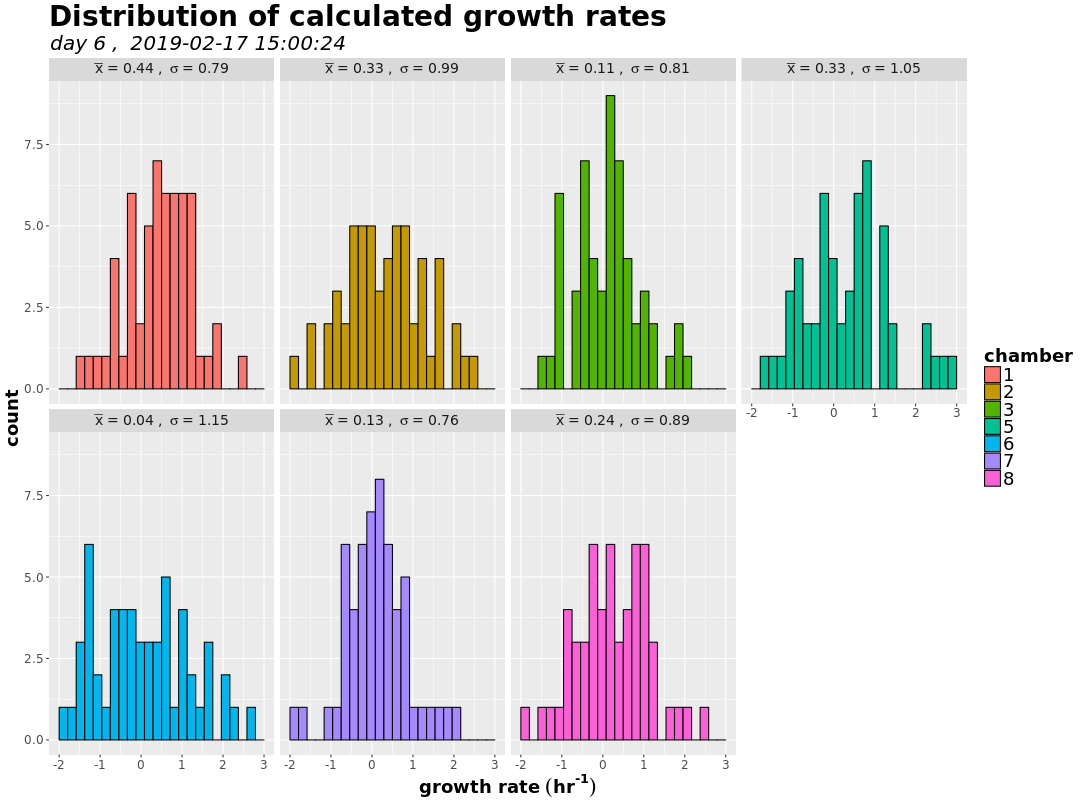 Distribution of calculated growth rates
day 6 ,  2019-02-17 15:00:24
x̅ = 0.44 ,  σ = 0.79
x̅ = 0.33 ,  σ = 0.99
x̅ = 0.11 ,  σ = 0.81
x̅ = 0.33 ,  σ = 1.05
7.5
5.0
2.5
0.0
-2 -1 0 1 2 3
count
x̅ = 0.04 ,  σ = 1.15
x̅ = 0.13 ,  σ = 0.76
x̅ = 0.24 ,  σ = 0.89
7.5
5.0
2.5
0.0
-2 -1 0 1 2 3
-2 -1 0 1 2 3
-2 -1 0 1 2 3
growth rate (hr⁻¹)
chamber
1
2
3
5
6
7
8